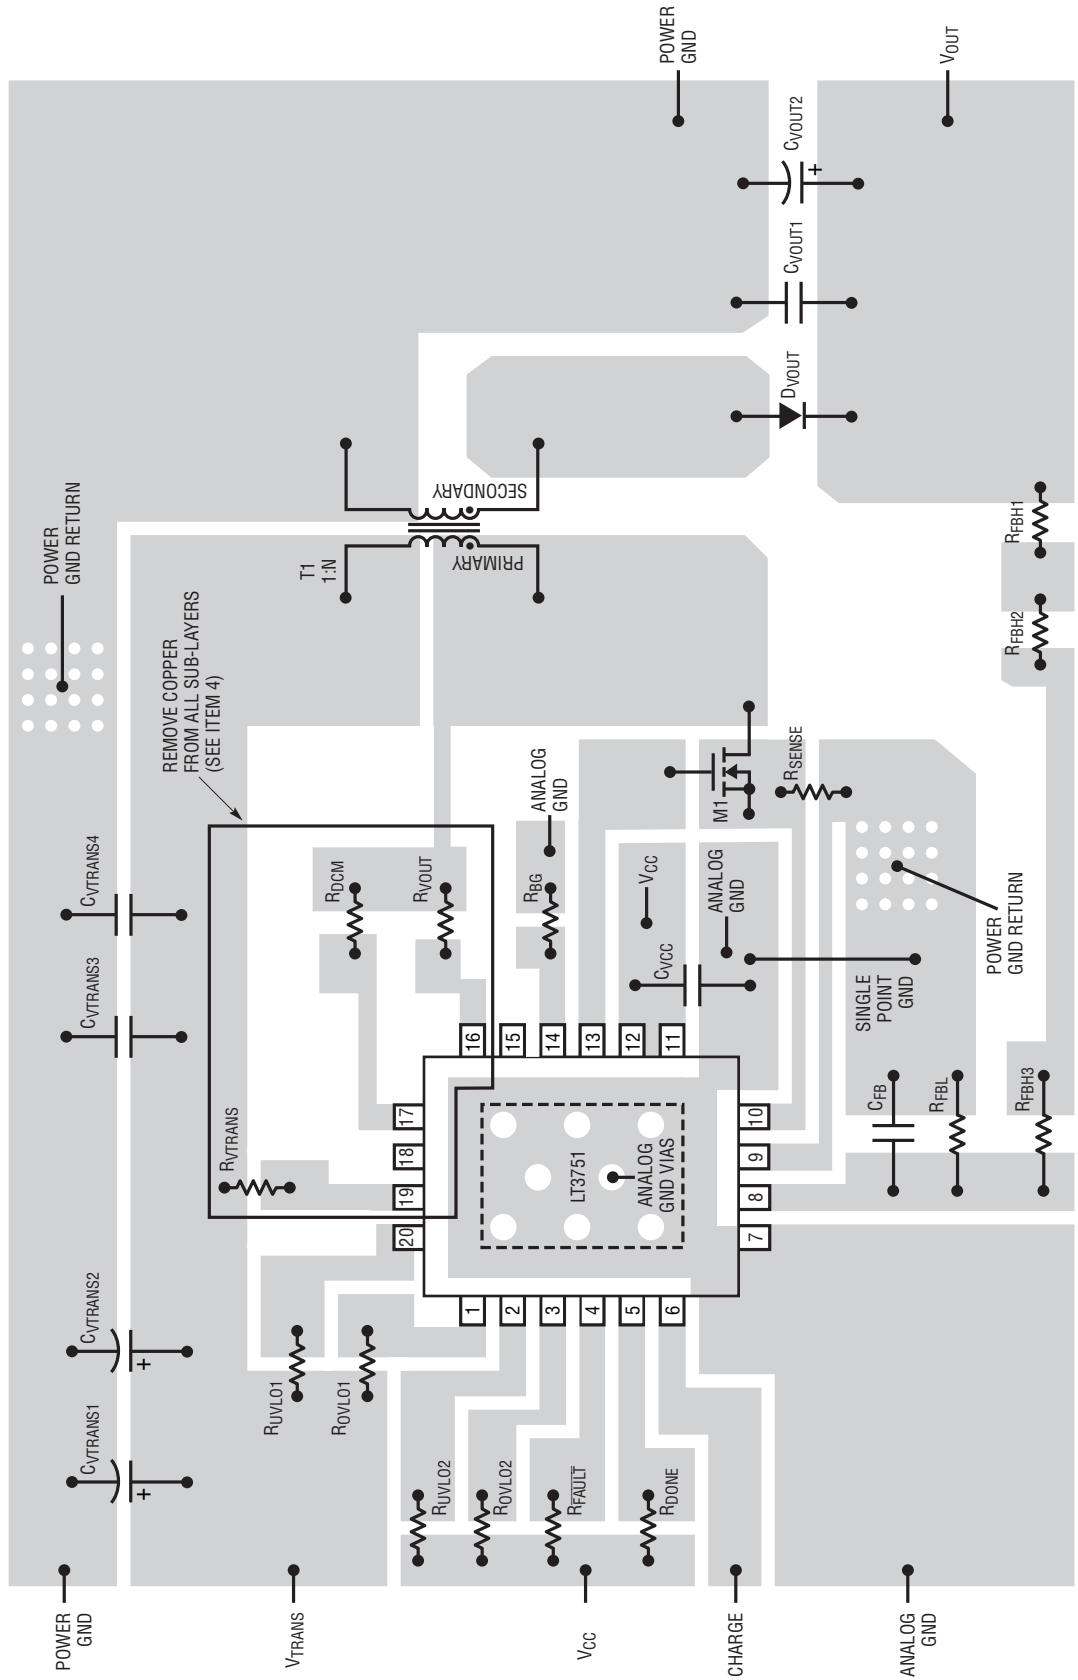 POWER
GND
VOUT
CVOUT2
+
CVOUT1
DVOUT
SECONDARY
PRIMARY
T1
1:N
POWER
GND RETURN
REMOVE COPPER
FROM ALL SUB-LAYERS
(SEE ITEM 4)
RFBH1
RFBH2
CVTRANS4
CVTRANS3
RDCM
RVOUT
RBG
ANALOG
GND
M1
RSENSE
VCC
ANALOG
GND
CVCC
SINGLE
POINT
GND
POWER
GND RETURN
16
15
14
13
12
11
17
18
19
20
10
9
8
7
1
2
3
4
5
6
LT3751
ANALOG
GND VIAS
CFB
RFBL
RFBH3
RVTRANS
CVTRANS2
+
CVTRANS1
+
RUVLO1
ROVLO1
RUVLO2
ROVLO2
RFAULT
RDONE
POWER
GND
VTRANS
VCC
CHARGE
ANALOG
GND